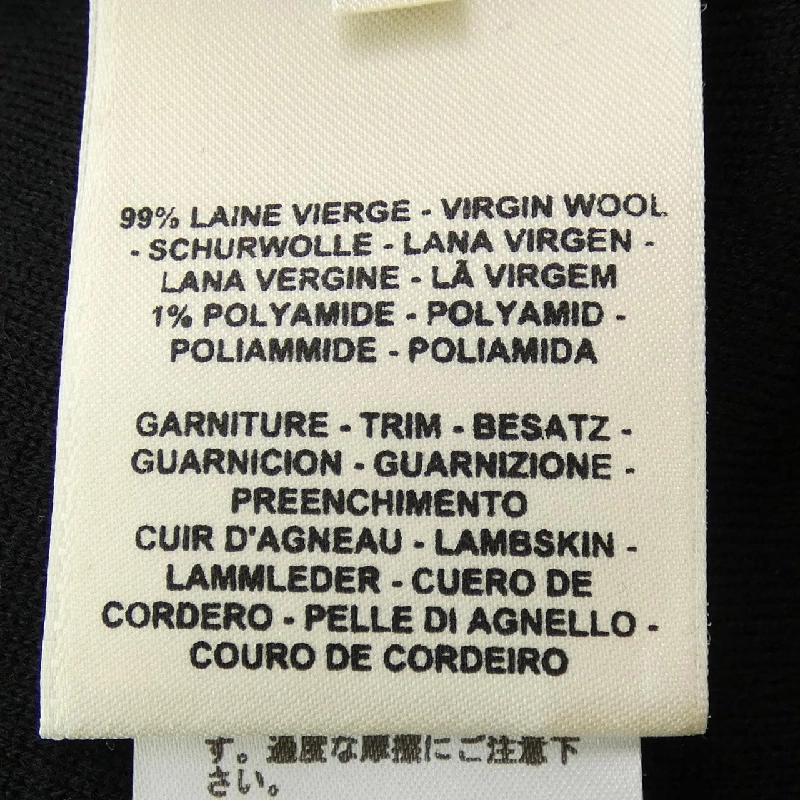 99% LAINE VIERGE - VIRGIN WOOL
- SCHURWOLLE - LANA VIRGEN -
LANA VERGINE - LÃ VIRGEM
1% POLYAMIDE - POLYAMID -
POLIAMMIDE - POLIAMIDA
GARNITURE - TRIM - BESATZ -
GUARNICION - GUARNIZIONE -
PREENCHIMENTO
CUIR D'AGNEAU - LAMBSKIN -
LAMMLEDER - CUERO DE
CORDERO - PELLE DI AGNELLO -
COURO DE CORDEIRO
す。過度な摩擦にご注意下
さい。